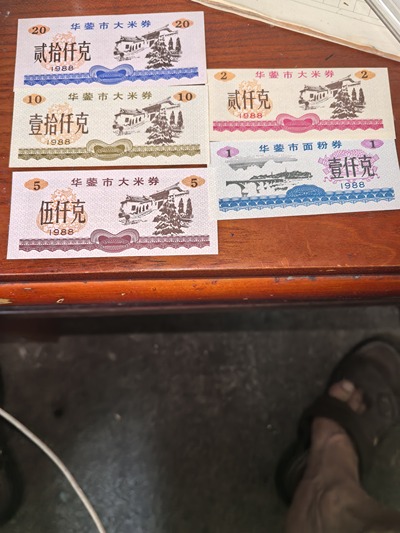 20 华蓥市大米券 20
贰拾仟克
1988
10 华蓥市大米券 10
壹拾仟克
1988
5 华蓥市大米券 5
伍仟克
1988
2 华蓥市大米券 2
贰仟克
1988
1 华蓥市面粉券 1
壹仟克
1988